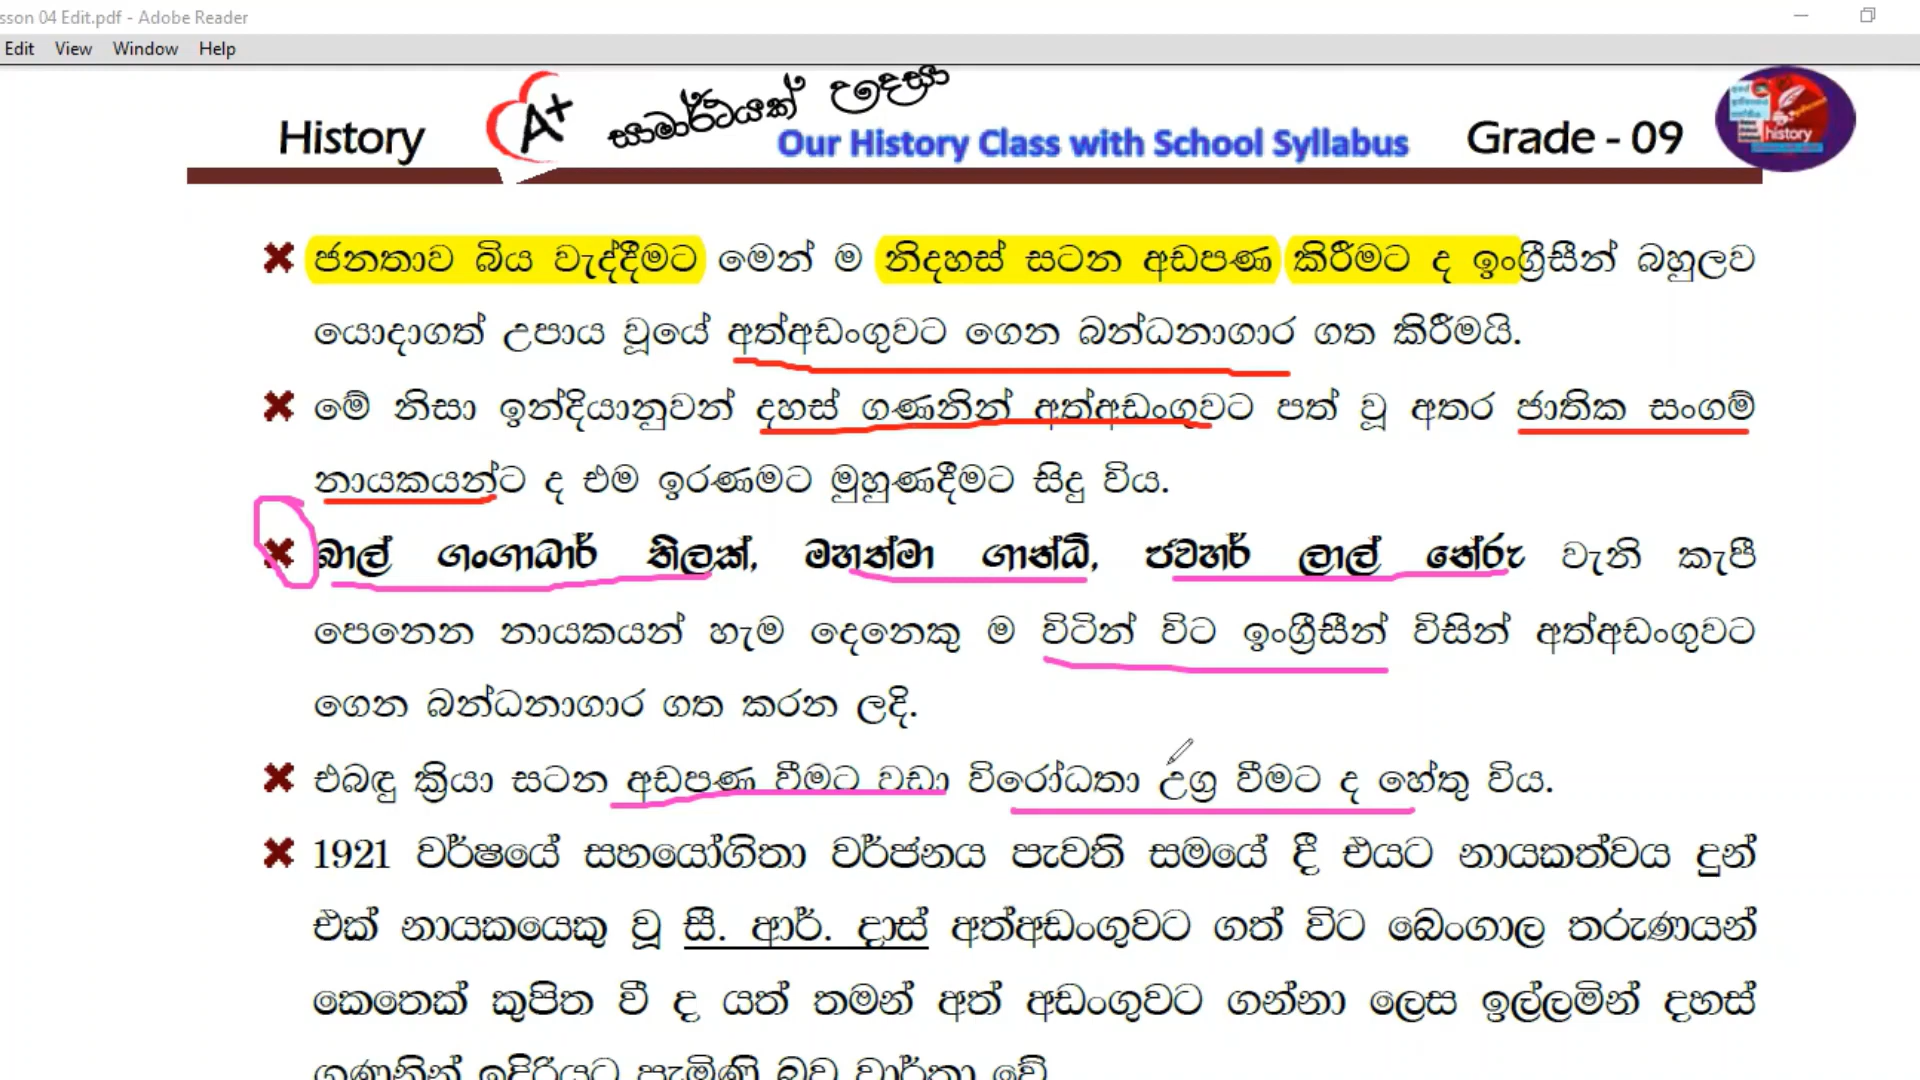 sson 04 Edit.pdf - Adobe Reader
Edit View Window Help
History A+ සාමාර්ථයක් උදෙසා Our History Class with School Syllabus Grade - 09
history
ජනතාව බිය වැද්දීමට මෙන් ම නිදහස් සටන අඩපණ කිරීමට ද ඉංග්‍රීසීන් බහුලව
යොදාගත් උපාය වූයේ අත්අඩංගුවට ගෙන බන්ධනාගාර ගත කිරීමයි.
මේ නිසා ඉන්දියානුවන් දහස් ගණනින් අත්අඩංගුවට පත් වූ අතර ජාතික සංගම්
නායකයන්ට ද එම ඉරණමට මුහුණදීමට සිදු විය.
බාල් ගංගාධාර් තිලක්, මහත්මා ගාන්ධි, ජවහර් ලාල් නේරු වැනි කැපී
පෙනෙන නායකයන් හැම දෙනෙකු ම විටින් විට ඉංග්‍රීසීන් විසින් අත්අඩංගුවට
ගෙන බන්ධනාගාර ගත කරන ලදි.
එබඳු ක්‍රියා සටන අඩපණ වීමට වඩා විරෝධතා උග්‍ර වීමට ද හේතු විය.
1921 වර්ෂයේ සහයෝගිතා වර්ජනය පැවති සමයේ දී එයට නායකත්වය දුන්
එක් නායකයෙකු වූ සී. ආර්. දාස් අත්අඩංගුවට ගත් විට බෙංගාල තරුණයන්
කෙතෙක් කුපිත වී ද යත් තමන් අත් අඩංගුවට ගන්නා ලෙස ඉල්ලමින් දහස්
ගණනින් ඉදිරියට පැමිණි බව වාර්තා වේ